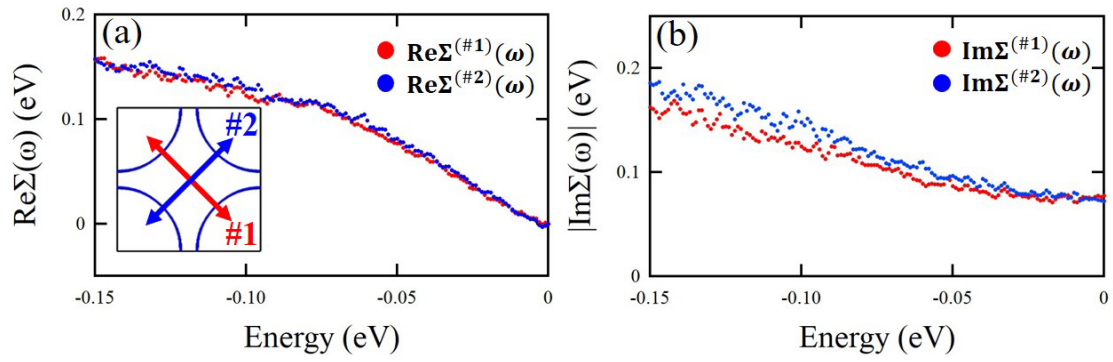 (a)
ReΣ(#1)(ω)
ReΣ(#2)(ω)
ReΣ(ω) (eV)
0.2
0.1
0
#2
#1
-0.15
-0.10
-0.05
0
Energy (eV)
(b)
ImΣ(#1)(ω)
ImΣ(#2)(ω)
|ImΣ(ω)| (eV)
0.2
0.1
0
-0.15
-0.10
-0.05
0
Energy (eV)